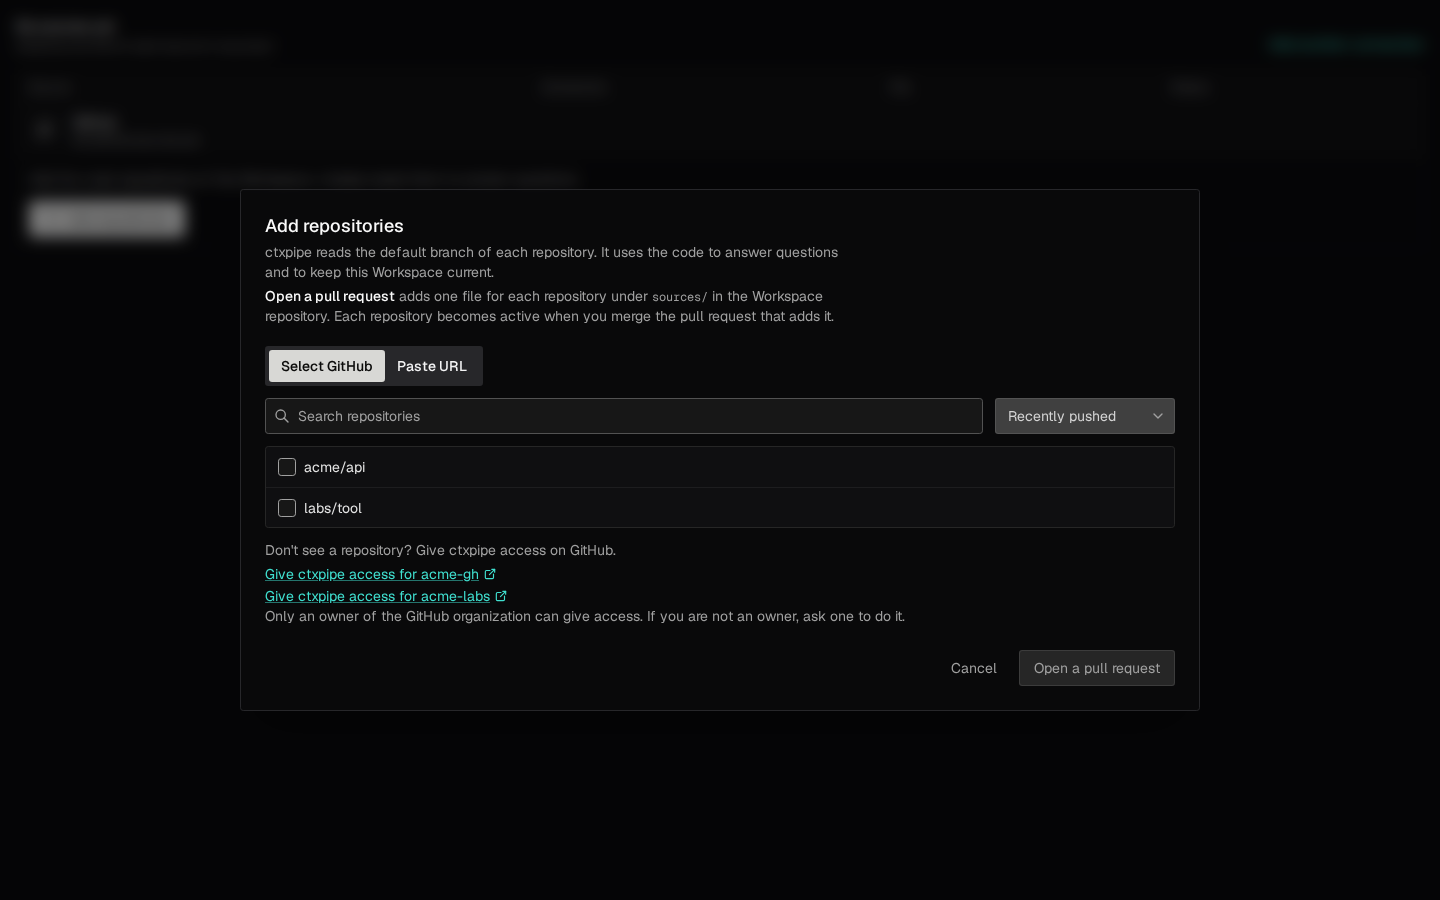 Add repositories
ctxpipe reads the default branch of each repository. It uses the code to answer questions
and to keep this Workspace current.
Open a pull request adds one file for each repository under sources/ in the Workspace
repository. Each repository becomes active when you merge the pull request that adds it.
Select GitHub Paste URL
Search repositories Recently pushed
acme/api
labs/tool
Don't see a repository? Give ctxpipe access on GitHub.
Give ctxpipe access for acme-gh
Give ctxpipe access for acme-labs
Only an owner of the GitHub organization can give access. If you are not an owner, ask one to do it.
Cancel Open a pull request